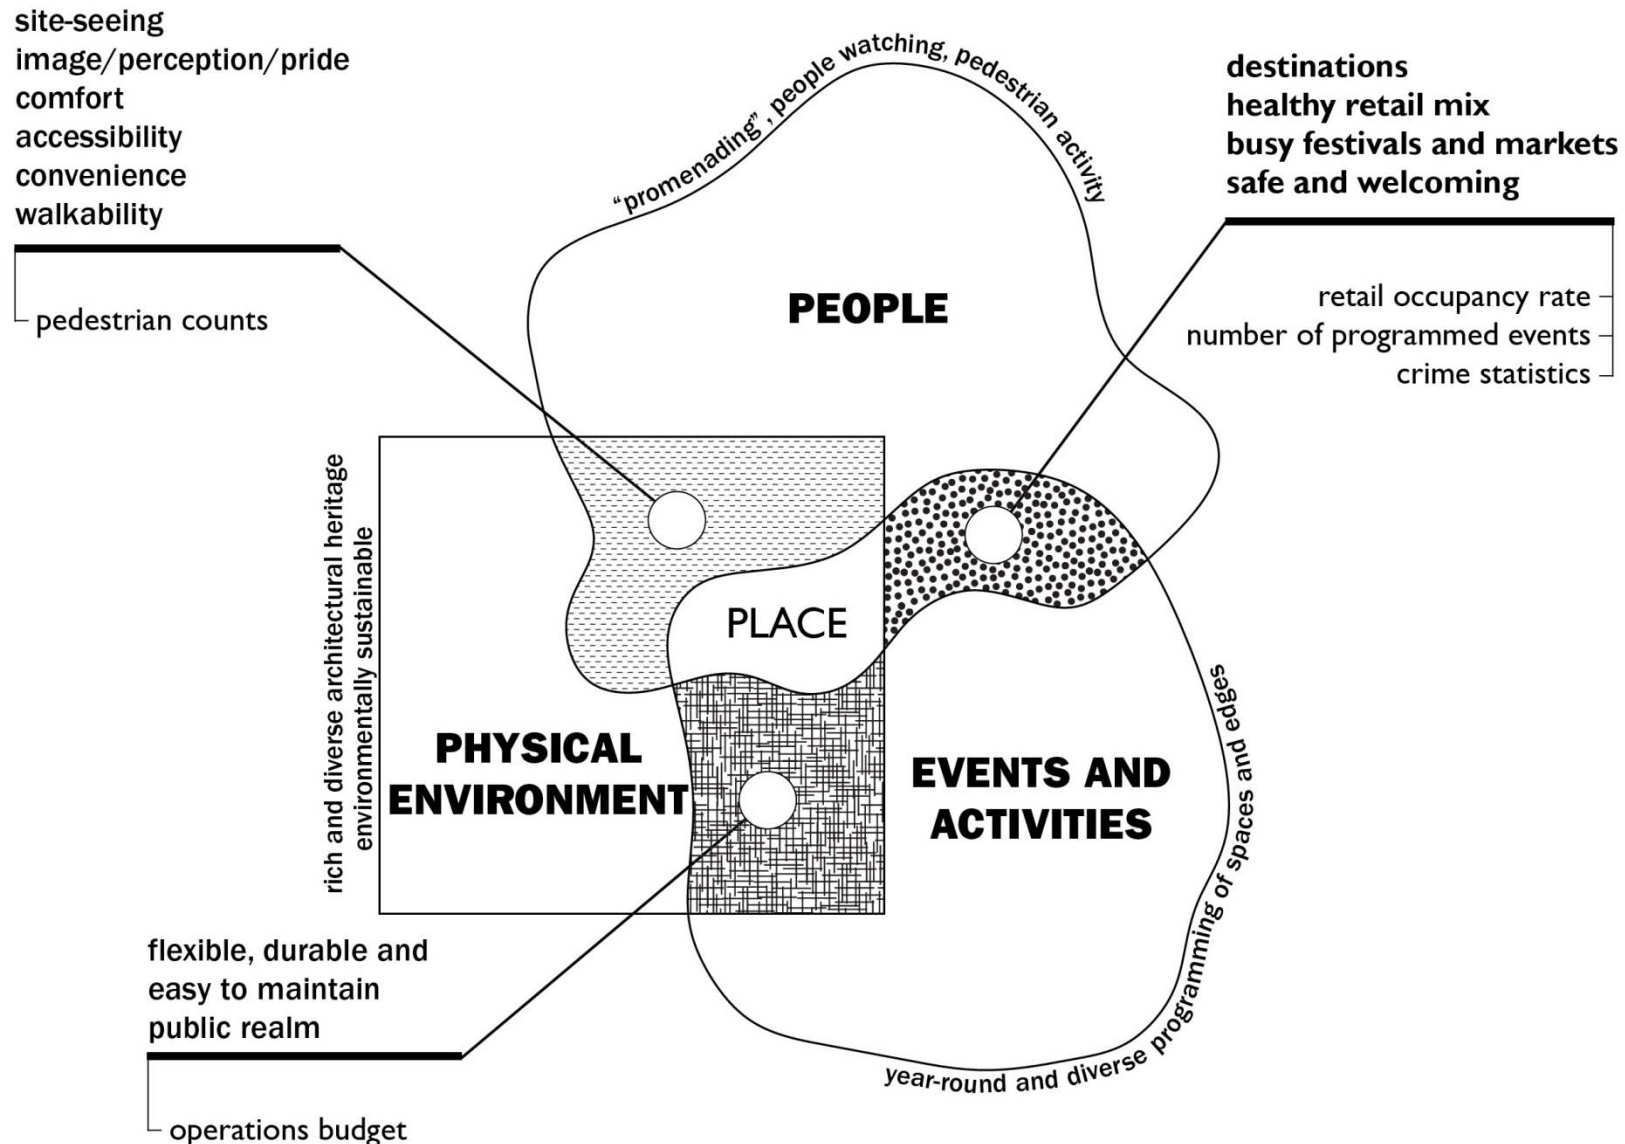 site-seeing
image/perception/pride
comfort
accessibility
convenience
walkability
pedestrian counts
“promenading”, people watching, pedestrian activity
destinations
healthy retail mix
busy festivals and markets
safe and welcoming
retail occupancy rate
number of programmed events
crime statistics
PEOPLE
rich and diverse architectural heritage
environmentally sustainable
PLACE
PHYSICAL
ENVIRONMENT
EVENTS AND
ACTIVITIES
year-round and diverse programming of spaces and edges
flexible, durable and
easy to maintain
public realm
operations budget